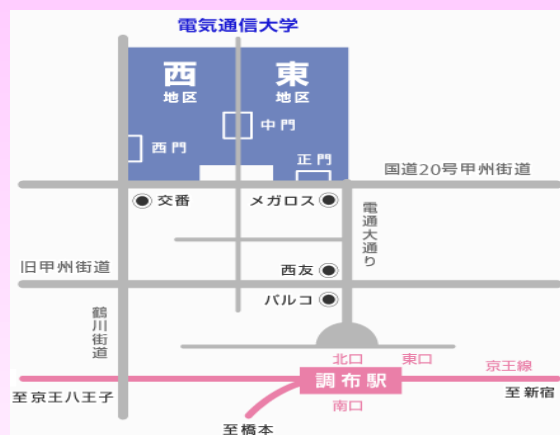 電気通信大学
西
地区
東
地区
中門
西門
正門
国道20号甲州街道
交番
メガロス
電通大通り
旧甲州街道
西友
パルコ
鶴川街道
北口
東口
京王線
調布駅
至京王八王子
至新宿
南口
至橋本